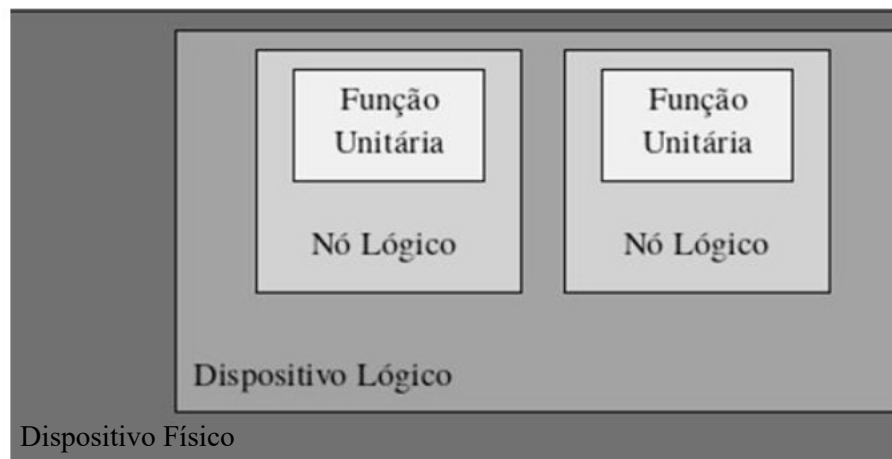 Função
Unitária
Função
Unitária
Nó Lógico
Nó Lógico
Dispositivo Lógico
Dispositivo Físico